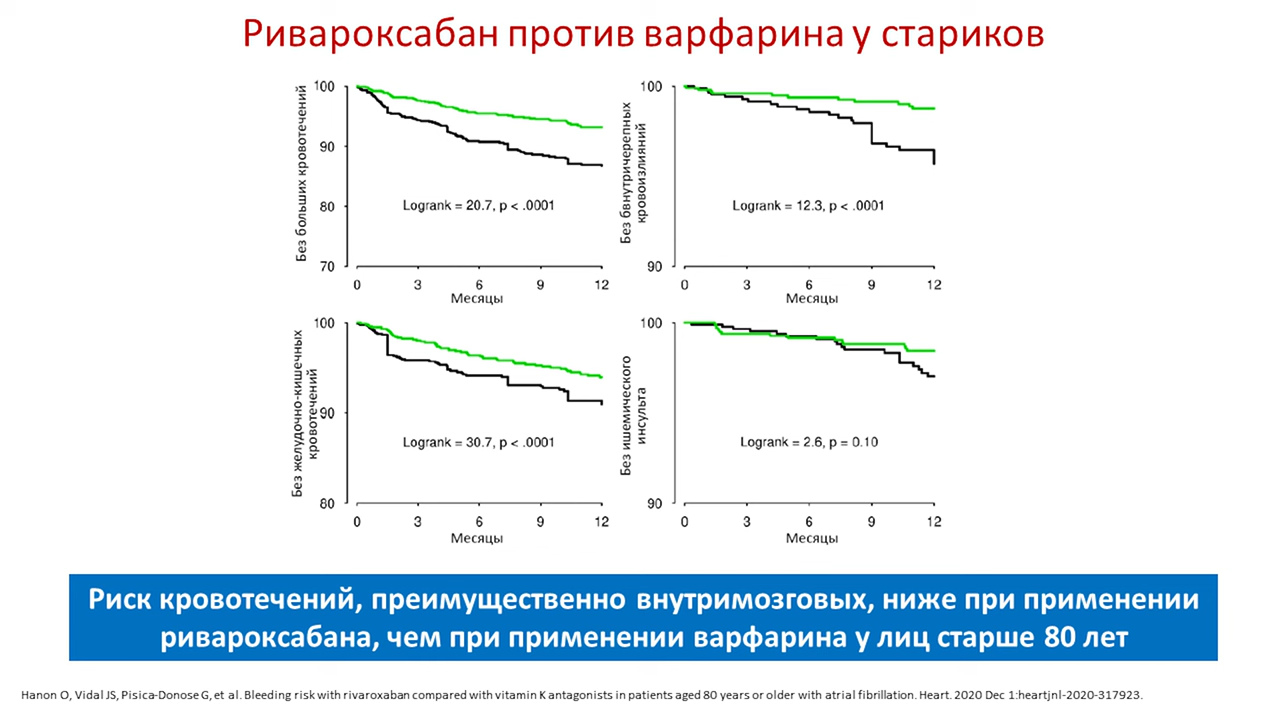 Ривароксабан против варфарина у стариков
Без больших кровотечений
100
90
80
70
Logrank = 20.7, p < .0001
0 3 6 9 12
Месяцы
Без бвнутричерепных
кровоизлияний
100
90
Logrank = 12.3, p < .0001
0 3 6 9 12
Месяцы
Без желудочно-кишечных
кровотечений
100
90
80
Logrank = 30.7, p < .0001
0 3 6 9 12
Месяцы
Без ишемического
инсульта
100
90
Logrank = 2.6, p = 0.10
0 3 6 9 12
Месяцы
Риск кровотечений, преимущественно внутримозговых, ниже при применении
ривароксабана, чем при применении варфарина у лиц старше 80 лет
Hanon O, Vidal JS, Pisica-Donose G, et al. Bleeding risk with rivaroxaban compared with vitamin K antagonists in patients aged 80 years or older with atrial fibrillation. Heart. 2020 Dec 1:heartjnl-2020-317923.